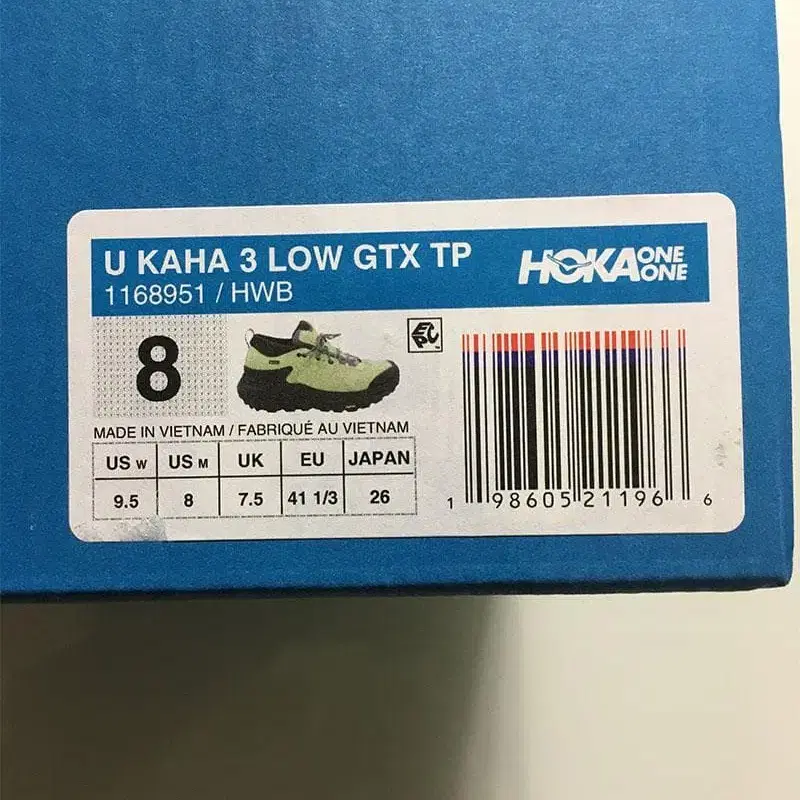 U KAHA 3 LOW GTX TP
1168951 / HWB
HOKA ONE ONE
8
MADE IN VIETNAM / FABRIQUÉ AU VIETNAM
US W US M UK EU JAPAN
9.5 8 7.5 41 1/3 26
1 98605 21196 6